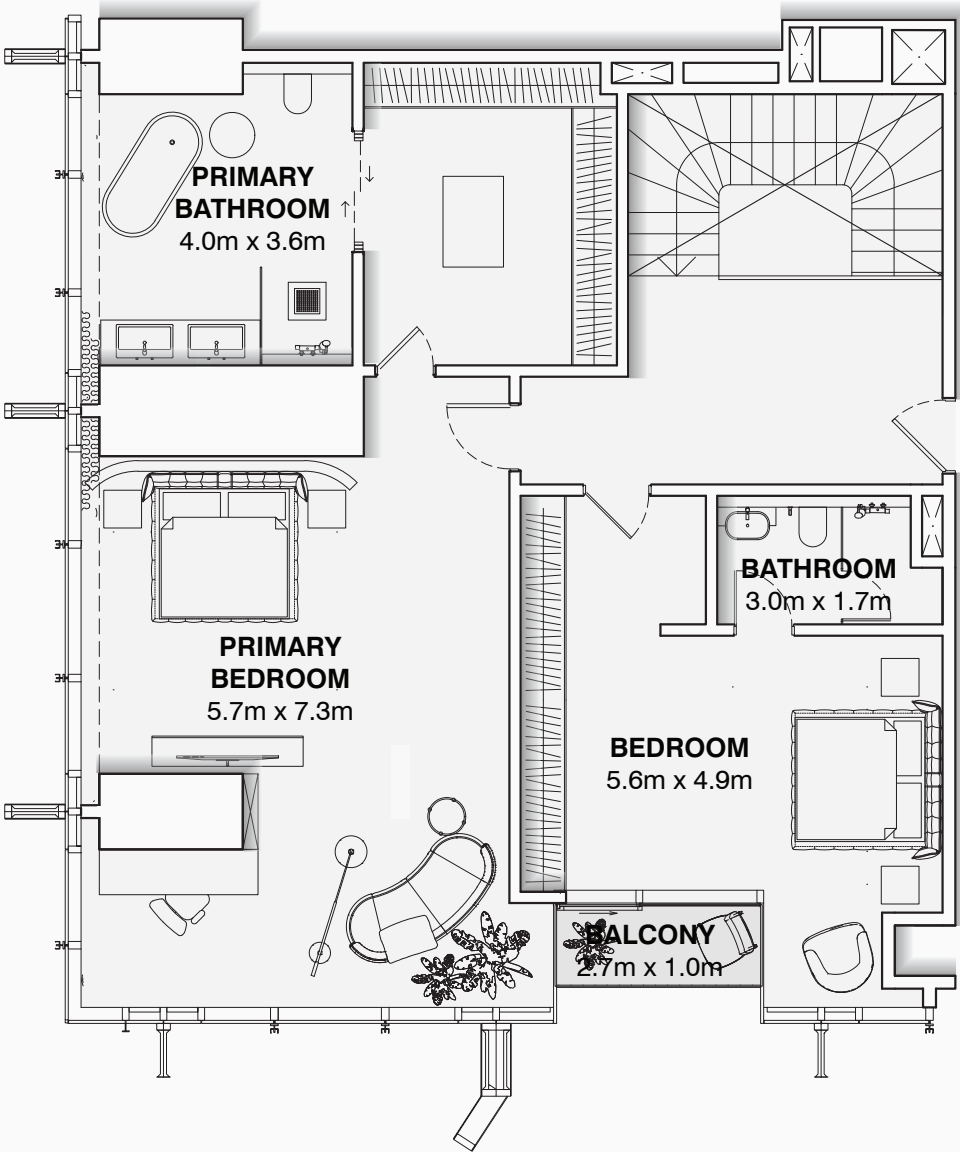 PRIMARY
BATHROOM
4.0m x 3.6m
BATHROOM
3.0m x 1.7m
PRIMARY
BEDROOM
5.7m x 7.3m
BEDROOM
5.6m x 4.9m
BALCONY
2.7m x 1.0m